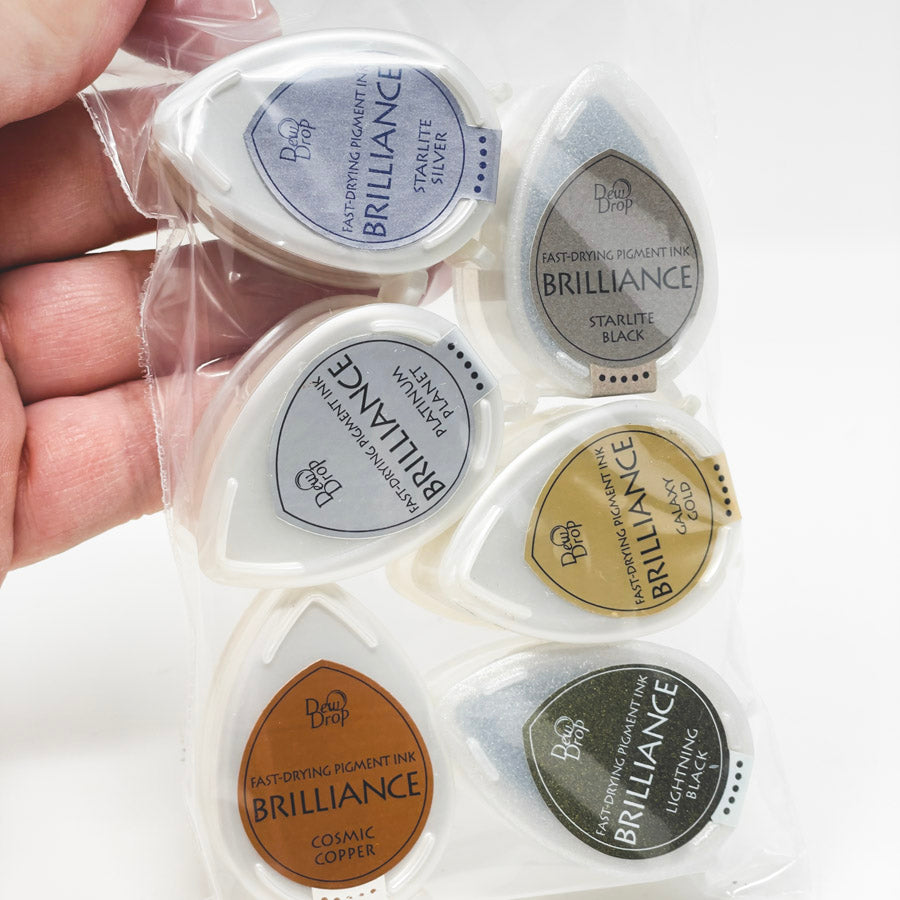 Dew
Drop
FAST-DRYING PIGMENT INK
BRILLIANCE
STARLITE
SILVER
Dew
Drop
FAST-DRYING PIGMENT INK
BRILLIANCE
STARLITE
BLACK
Dew
Drop
FAST-DRYING PIGMENT INK
BRILLIANCE
PLATINUM
PLANET
Dew
Drop
FAST-DRYING PIGMENT INK
BRILLIANCE
GALAXY
GOLD
Dew
Drop
FAST-DRYING PIGMENT INK
BRILLIANCE
COSMIC
COPPER
Dew
Drop
FAST-DRYING PIGMENT INK
BRILLIANCE
LIGHTNING
BLACK